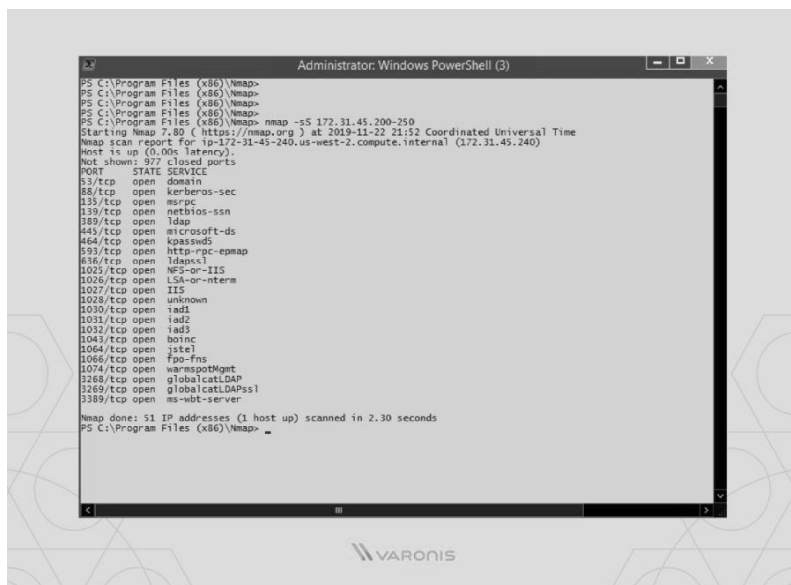 Administrator: Windows PowerShell (3)
PS C:\Program Files (x86)\Nmap>
PS C:\Program Files (x86)\Nmap>
PS C:\Program Files (x86)\Nmap>
PS C:\Program Files (x86)\Nmap>
PS C:\Program Files (x86)\Nmap> nmap -sS 172.31.45.200-250
Starting Nmap 7.80 ( https://nmap.org ) at 2019-11-22 21:52 Coordinated Universal Time
Nmap scan report for ip-172-31-45-240.us-west-2.compute.internal (172.31.45.240)
Host is up (0.00s latency).
Not shown: 977 closed ports
PORT STATE SERVICE
53/tcp open domain
88/tcp open kerberos-sec
135/tcp open msrpc
139/tcp open netbios-ssn
389/tcp open ldap
445/tcp open microsoft-ds
464/tcp open kpasswd5
593/tcp open http-rpc-epmap
636/tcp open ldapssl
1025/tcp open NFS-or-IIS
1026/tcp open LSA-or-nterm
1027/tcp open IIS
1028/tcp open unknown
1030/tcp open iad1
1031/tcp open iad2
1032/tcp open iad3
1043/tcp open boinc
1064/tcp open jstel
1066/tcp open fpo-fns
1074/tcp open warmspotMgmt
3268/tcp open globalcatLDAP
3269/tcp open globalcatLDAPssl
3389/tcp open ms-wbt-server
Nmap done: 51 IP addresses (1 host up) scanned in 2.30 seconds
PS C:\Program Files (x86)\Nmap> _
VARONIS